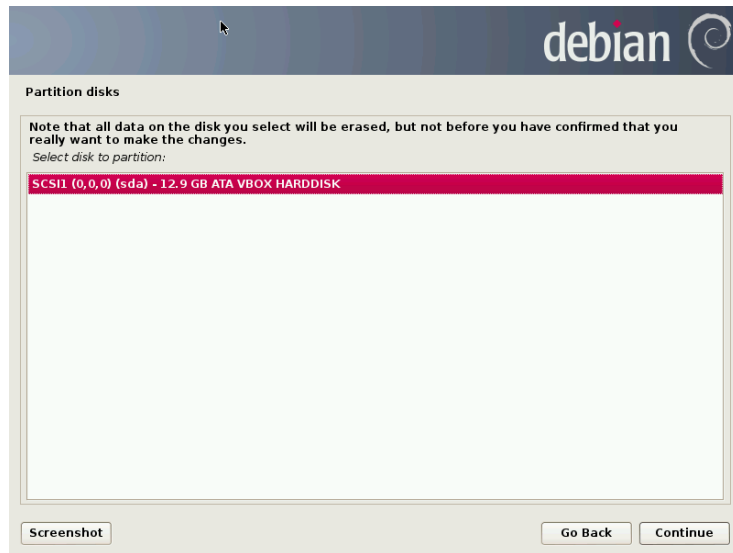 debian
Partition disks
Note that all data on the disk you select will be erased, but not before you have confirmed that you
really want to make the changes.
Select disk to partition:
SCSI1 (0,0,0) (sda) - 12.9 GB ATA VBOX HARDDISK
Screenshot
Go Back
Continue